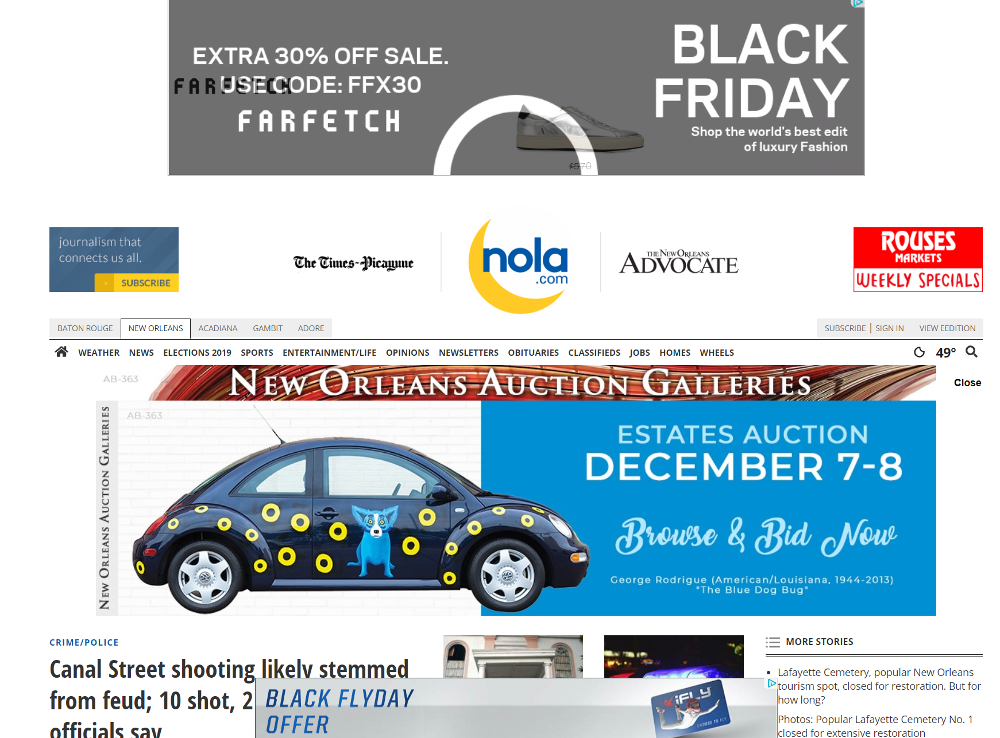 EXTRA 30% OFF SALE.
USE CODE: FFX30
FARFETCH
FARFETCH
BLACK
FRIDAY
Shop the world's best edit
of luxury Fashion
$570
journalism that
connects us all.
> SUBSCRIBE
The Times-Picayune
nola
.com
THE NEW ORLEANS
ADVOCATE
ROUSES
MARKETS
WEEKLY SPECIALS
BATON ROUGE NEW ORLEANS ACADIANA GAMBIT ADORE
SUBSCRIBE | SIGN IN VIEW EEDITION
WEATHER NEWS ELECTIONS 2019 SPORTS ENTERTAINMENT/LIFE OPINIONS NEWSLETTERS OBITUARIES CLASSIFIEDS JOBS HOMES WHEELS 49°
AB-363
NEW ORLEANS AUCTION GALLERIES
Close
NEW ORLEANS AUCTION GALLERIES
AB-363
ESTATES AUCTION
DECEMBER 7-8
Browse & Bid Now
George Rodrigue (American/Louisiana, 1944-2013)
"The Blue Dog Bug"
CRIME/POLICE
Canal Street shooting likely stemmed
from feud; 10 shot, 2
officials say
BLACK FLYDAY
OFFER
iFLY
CHOOSE TO FLY
MORE STORIES
Lafayette Cemetery, popular New Orleans
tourism spot, closed for restoration. But for
how long?
Photos: Popular Lafayette Cemetery No. 1
closed for extensive restoration